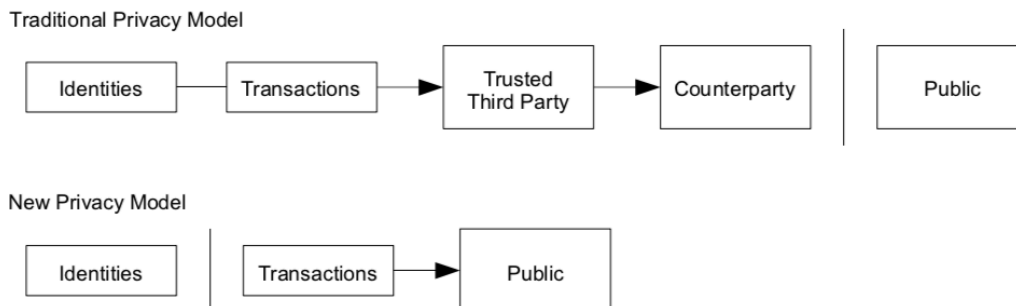 Traditional Privacy Model
Identities
Transactions
Trusted
Third Party
Counterparty
Public
New Privacy Model
Identities
Transactions
Public